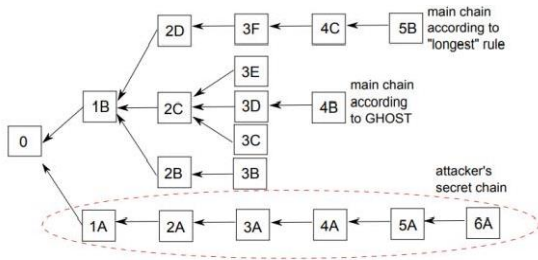 2D 3F 4C 5B main chain
according to
"longest" rule
3E
1B 2C 3D 4B main chain
according
to GHOST
3C
0
2B 3B
attacker's
secret chain
1A 2A 3A 4A 5A 6A